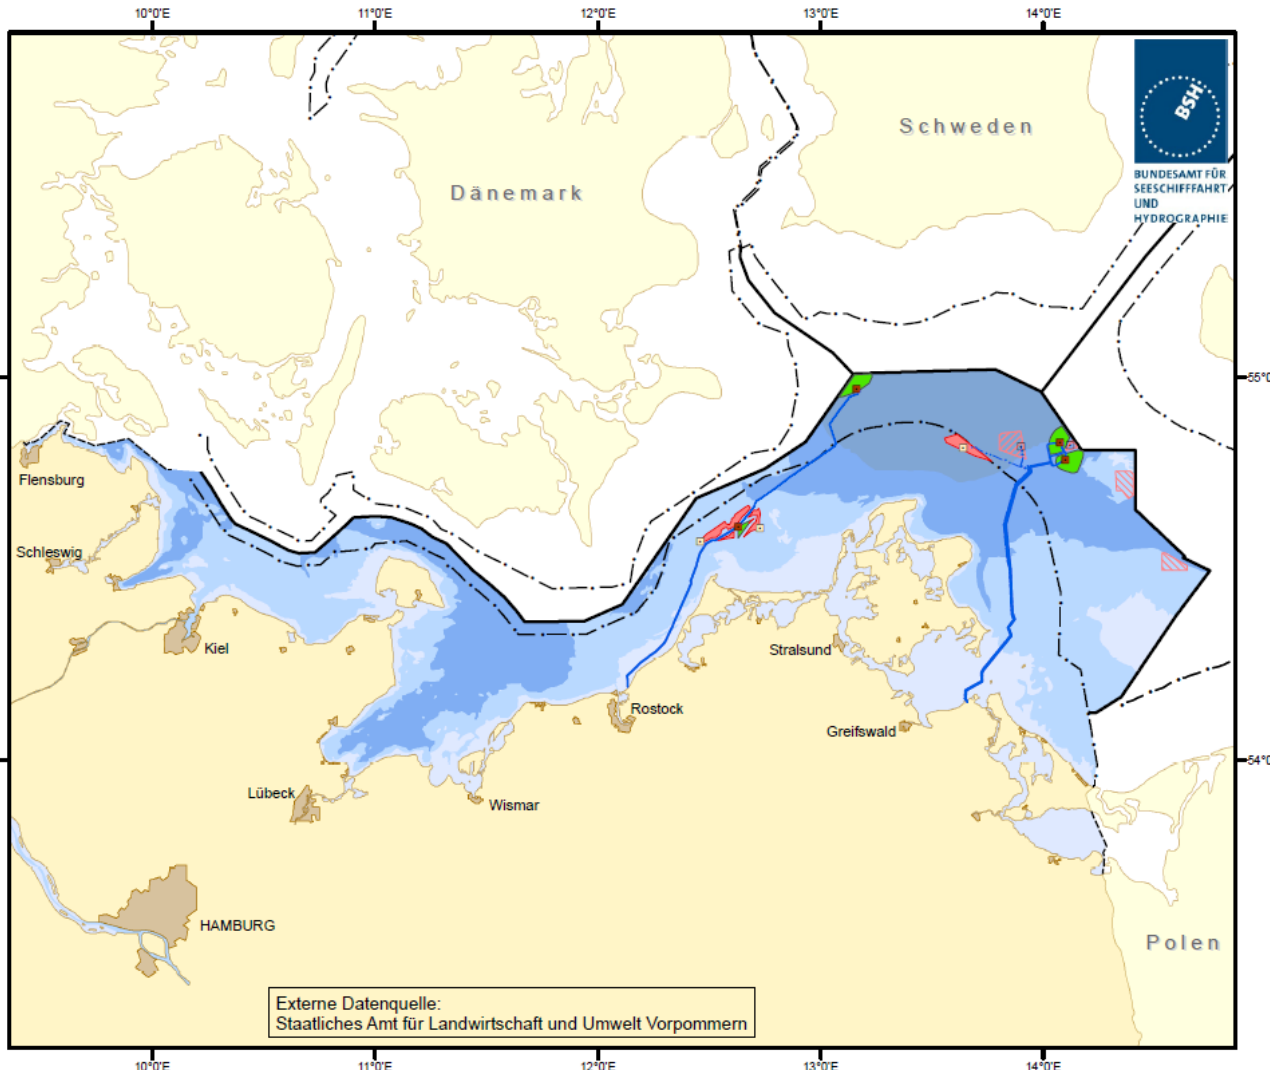 10°0'E 11°0'E 12°0'E 13°0'E 14°0'E
BSH
BUNDESAMT FÜR
SEESCHIFFFAHRT
UND
HYDROGRAPHIE
Schweden
Dänemark
55°0
Flensburg
Schleswig
Kiel
Stralsund
Rostock
Greifswald
54°0
Lübeck
Wismar
HAMBURG
Polen
Externe Datenquelle:
Staatliches Amt für Landwirtschaft und Umwelt Vorpommern
10°0'E 11°0'E 12°0'E 13°0'E 14°0'E